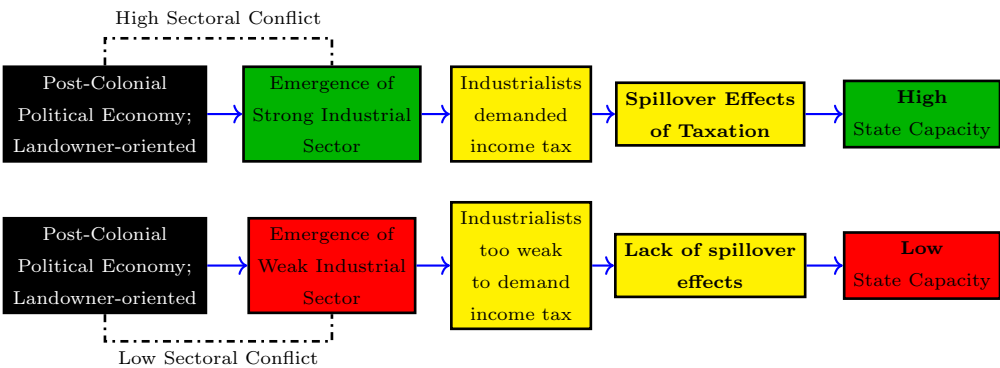 High Sectoral Conflict
Post-Colonial
Political Economy;
Landowner-oriented
Emergence of
Strong Industrial
Sector
Industrialists
demanded
income tax
Spillover Effects
of Taxation
High
State Capacity
Post-Colonial
Political Economy;
Landowner-oriented
Emergence of
Weak Industrial
Sector
Industrialists
too weak
to demand
income tax
Lack of spillover
effects
Low
State Capacity
Low Sectoral Conflict